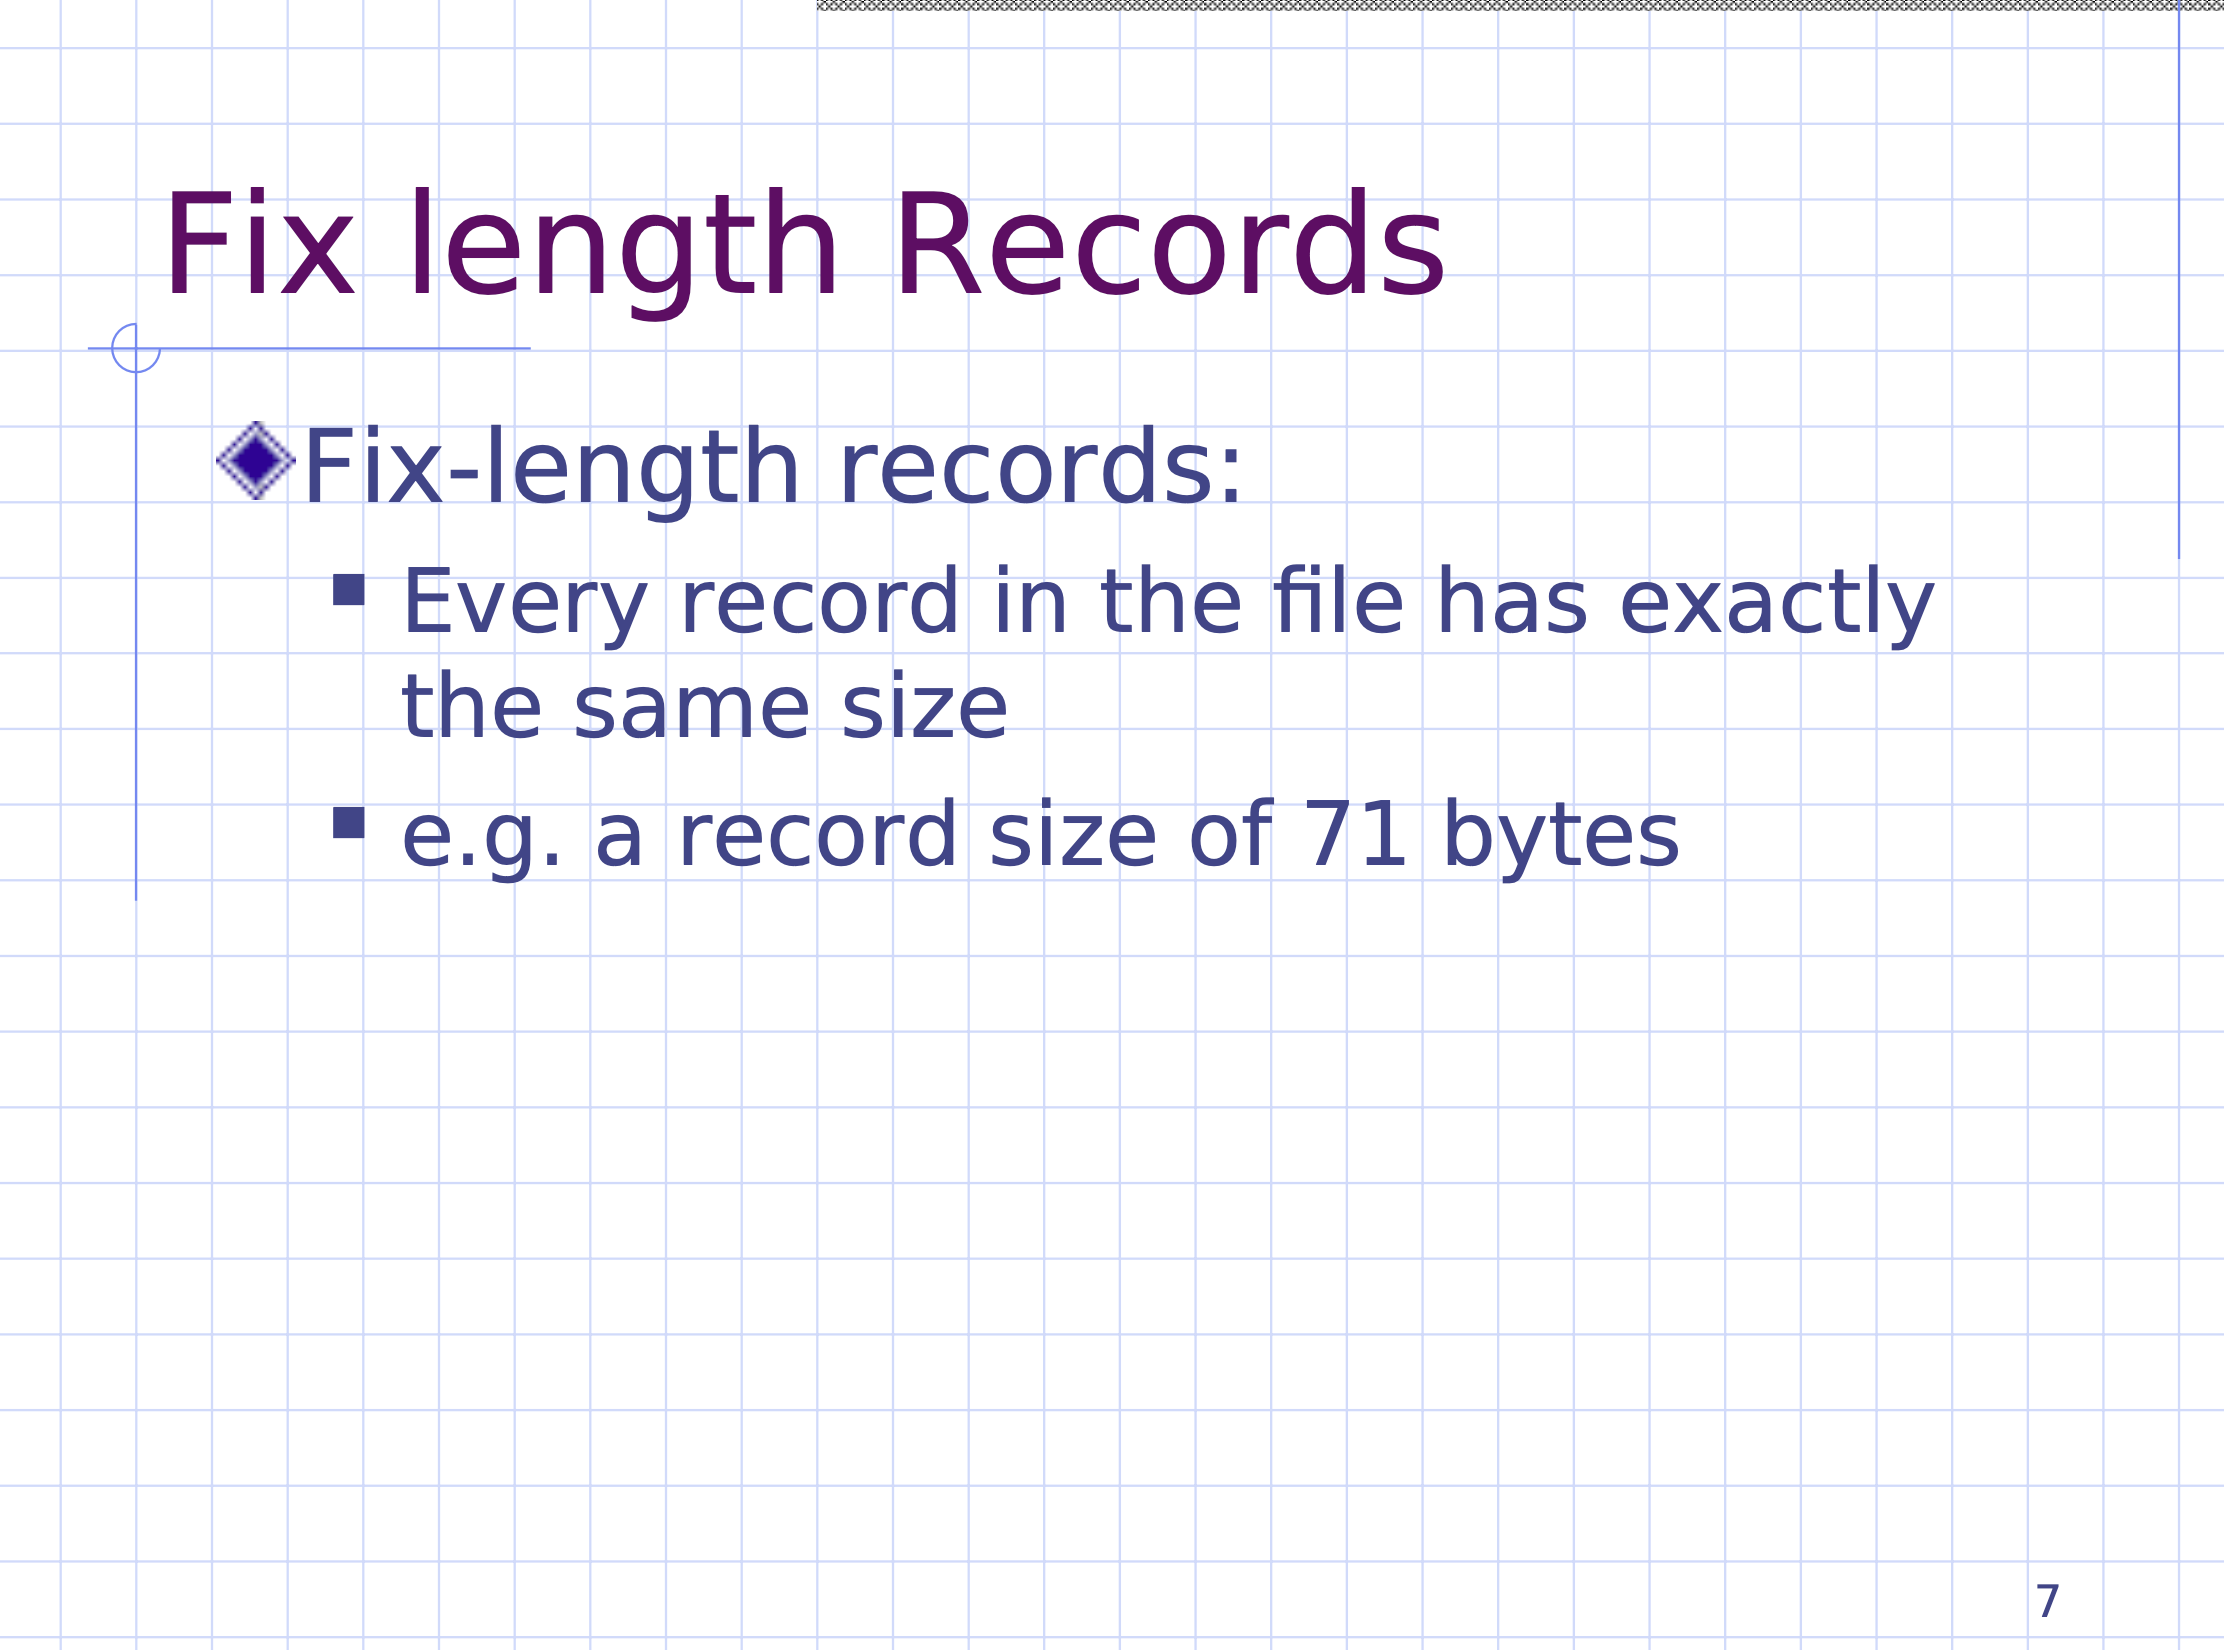 Fix length Records
Fix-length records:
Every record in the file has exactly
the same size
e.g. a record size of 71 bytes
7